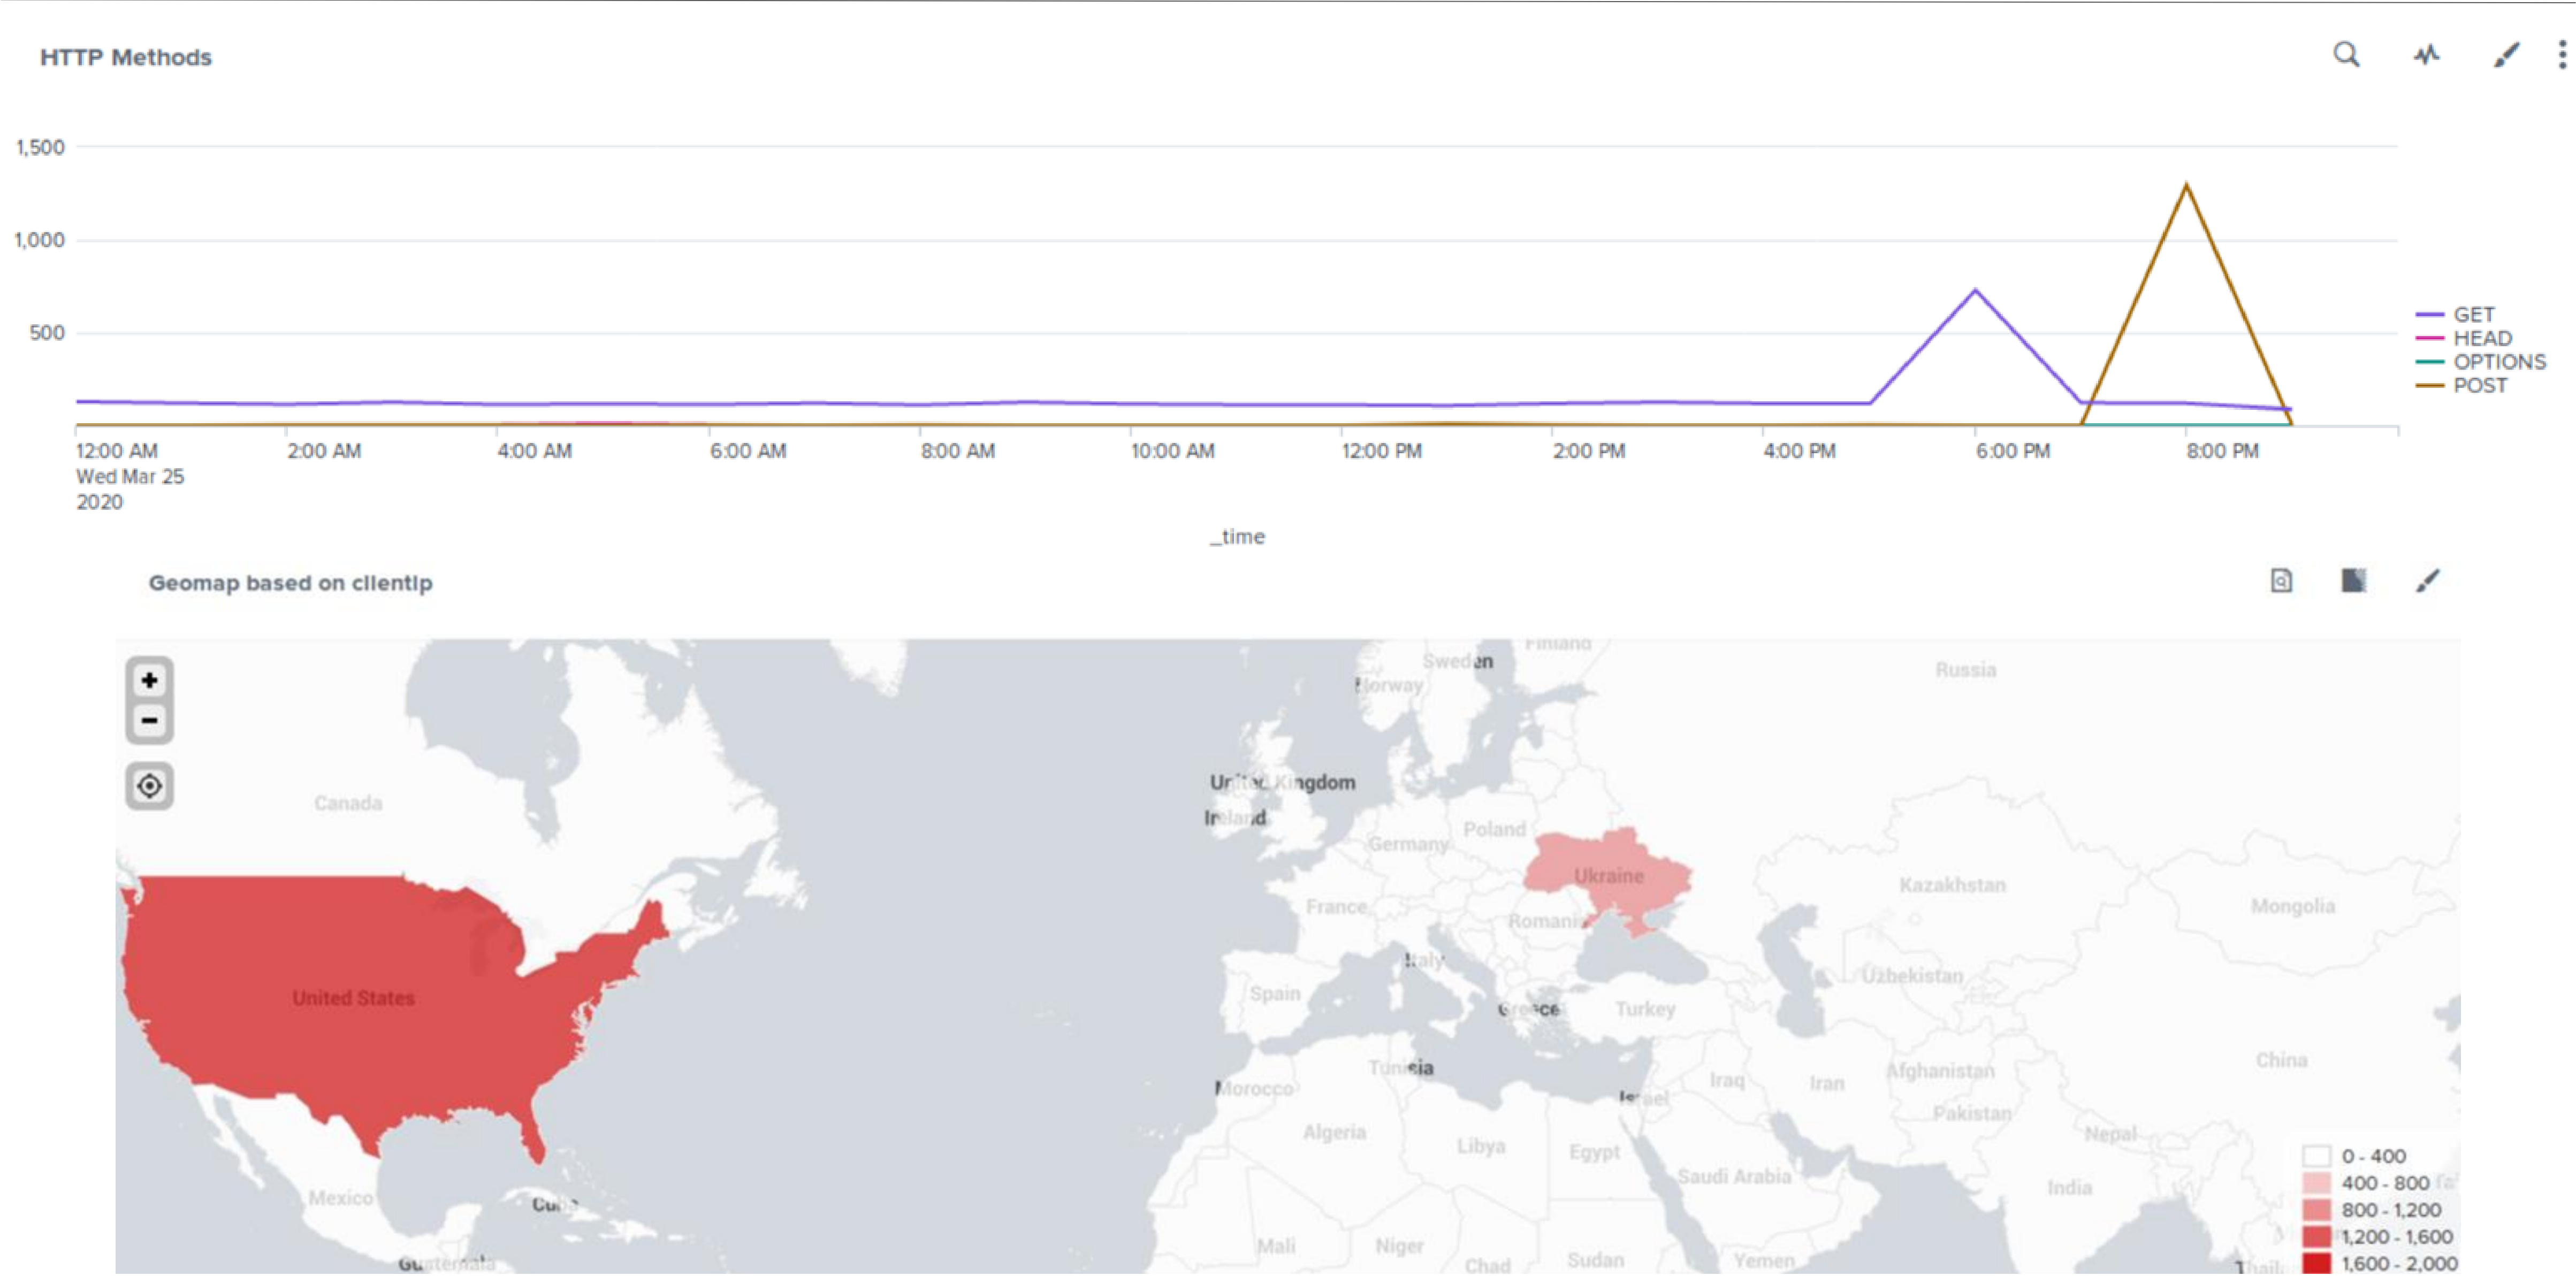 HTTP Methods
1,500
1,000
500
GET
HEAD
OPTIONS
POST
12:00 AM 2:00 AM 4:00 AM 6:00 AM 8:00 AM 10:00 AM 12:00 PM 2:00 PM 4:00 PM 6:00 PM 8:00 PM
Wed Mar 25
2020
_time
Geomap based on clientip
Finland
Sweden
Russia
Norway
United Kingdom
Canada
Ireland
Poland
Germany
Ukraine
Kazakhstan
France
Mongolia
Romania
Italy
Uzbekistan
United States
Spain
Greece
Turkey
China
Tunisia
Afghanistan
Iraq
Iran
Morocco
Israel
Pakistan
Algeria
Nepal
Libya
Egypt
0 - 400
Saudi Arabia
400 - 800
India
Mexico
Cuba
800 - 1,200
1,200 - 1,600
Mali
Niger
Sudan
Yemen
Guatemala
Chad
1,600 - 2,000